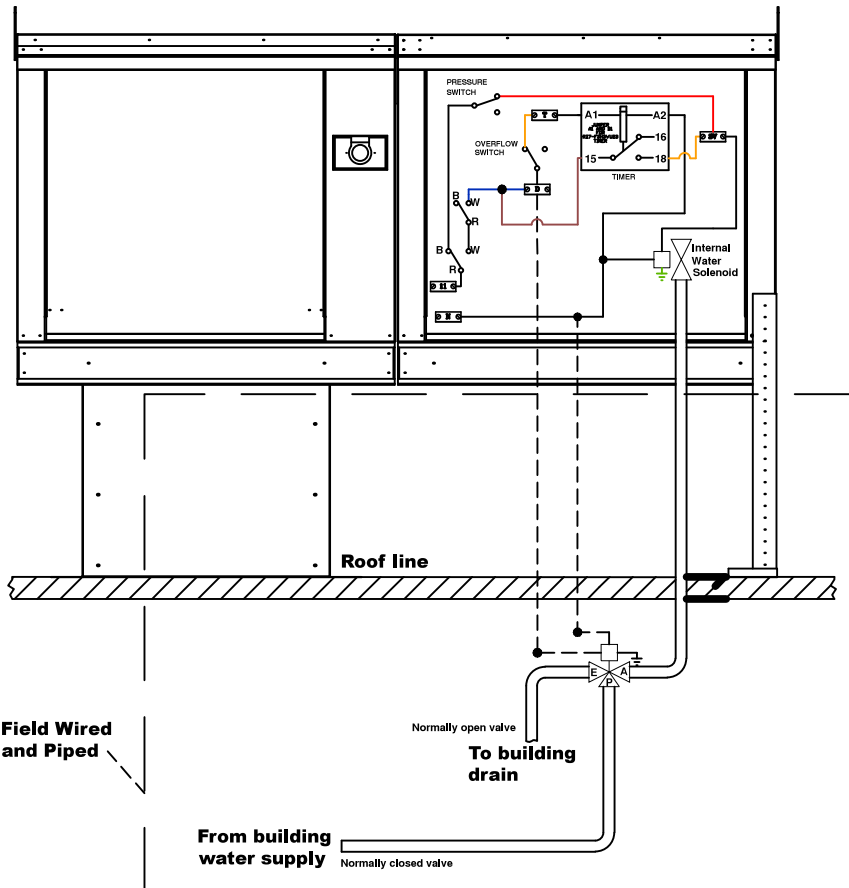 PRESSURE
SWITCH
T
A1
A2
16
15
18
TIMER
OVERFLOW
SWITCH
D
B
W
R
B
W
R
N
Internal
Water
Solenoid
Roof line
E
A
P
Normally open valve
To building
drain
Field Wired
and Piped
From building
water supply
Normally closed valve